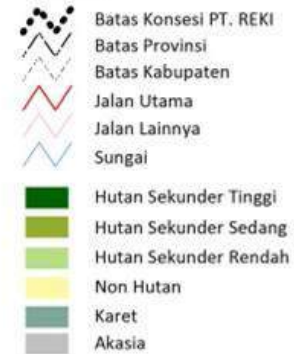 Batas Konsesi PT. REKI
Batas Provinsi
Batas Kabupaten
Jalan Utama
Jalan Lainnya
Sungai
Hutan Sekunder Tinggi
Hutan Sekunder Sedang
Hutan Sekunder Rendah
Non Hutan
Karet
Akasia